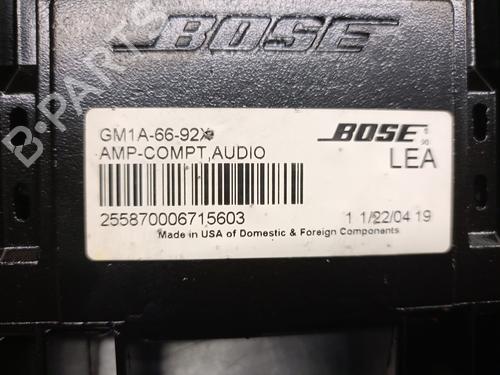 BOSE
GM1A-66-92X
AMP-COMPT,AUDIO
BOSE
LEA
255870006715603
1 1/22/04 19
Made in USA of Domestic & Foreign Components
B-PARTS